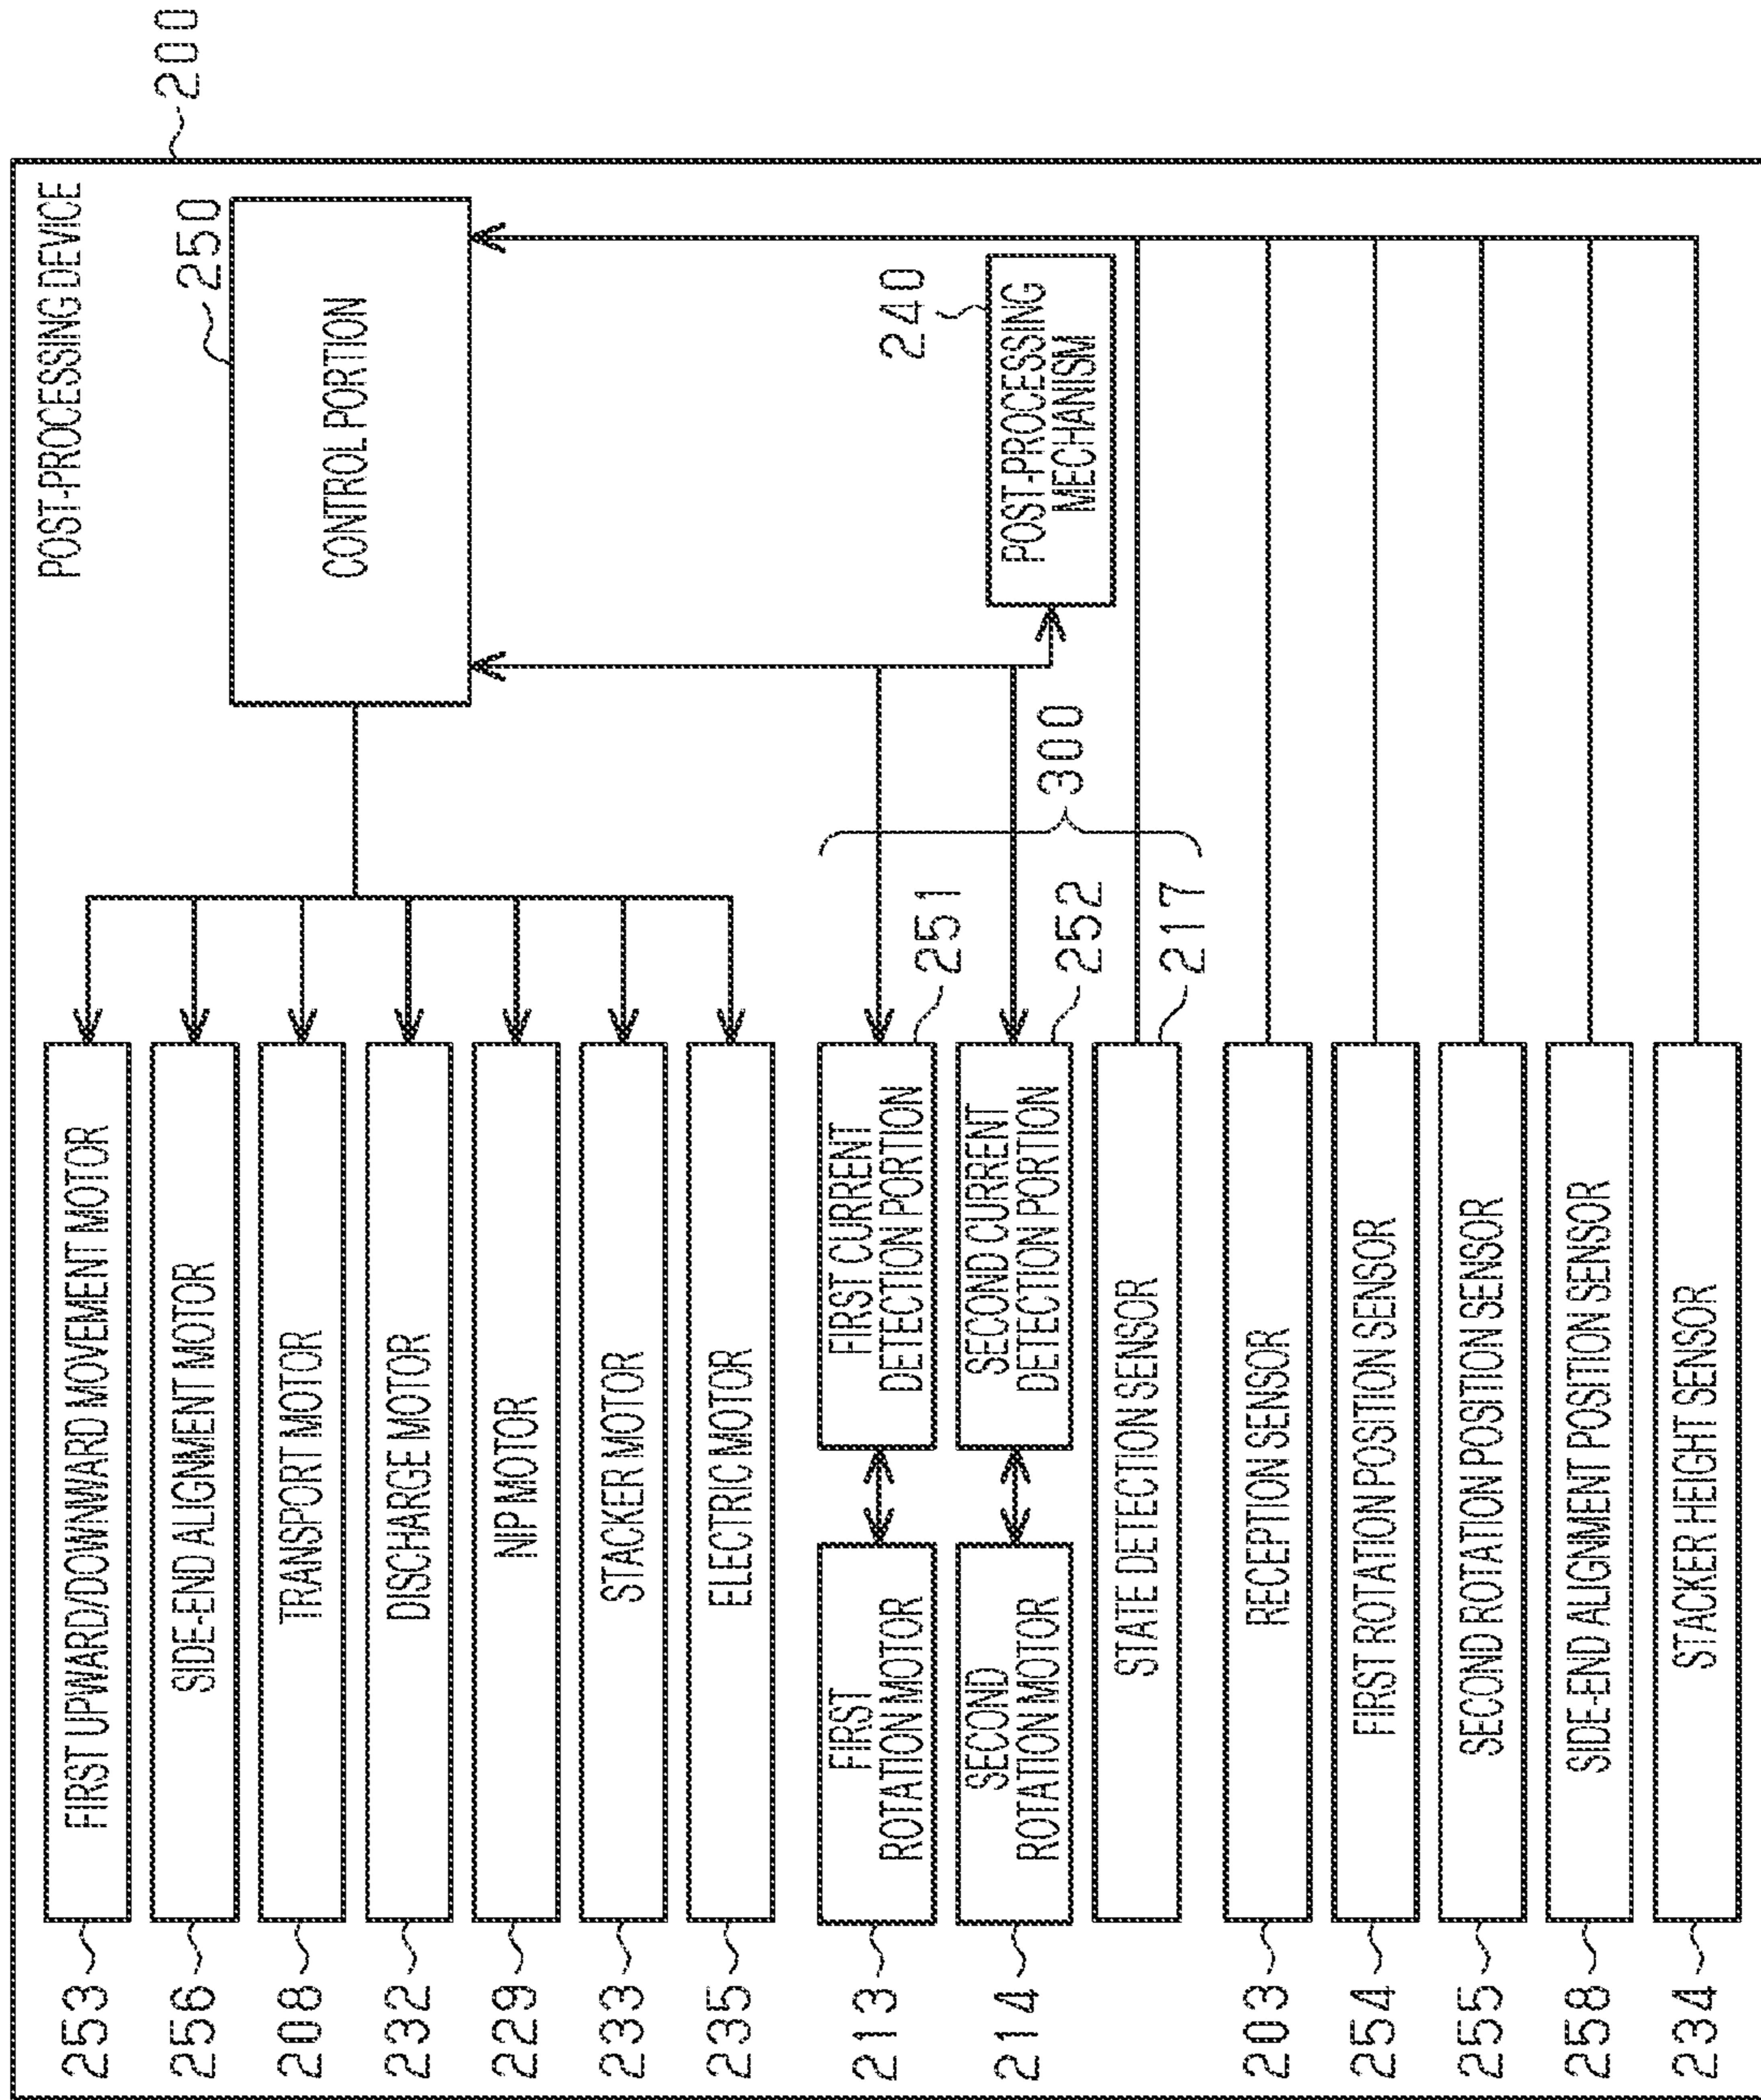 POST-PROCESSING DEVICE
200
250
CONTROL PORTION
253
FIRST UPWARD/DOWNWARD MOVEMENT MOTOR
256
SIDE-END ALIGNMENT MOTOR
208
TRANSPORT MOTOR
232
DISCHARGE MOTOR
229
NIP MOTOR
233
STACKER MOTOR
235
ELECTRIC MOTOR
240
POST-PROCESSING
MECHANISM
300
213
FIRST
ROTATION MOTOR
FIRST CURRENT
DETECTION PORTION
251
214
SECOND
ROTATION MOTOR
SECOND CURRENT
DETECTION PORTION
252
STATE DETECTION SENSOR
217
203
RECEPTION SENSOR
254
FIRST ROTATION POSITION SENSOR
255
SECOND ROTATION POSITION SENSOR
258
SIDE-END ALIGNMENT POSITION SENSOR
234
STACKER HEIGHT SENSOR